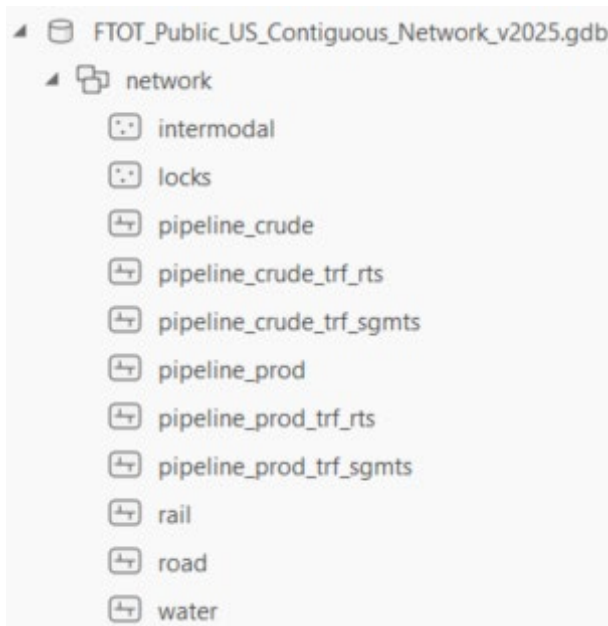 FTOT_Public_US_Contiguous_Network_v2025.gdb
network
intermodal
locks
pipeline_crude
pipeline_crude_trf_rts
pipeline_crude_trf_sgmts
pipeline_prod
pipeline_prod_trf_rts
pipeline_prod_trf_sgmts
rail
road
water